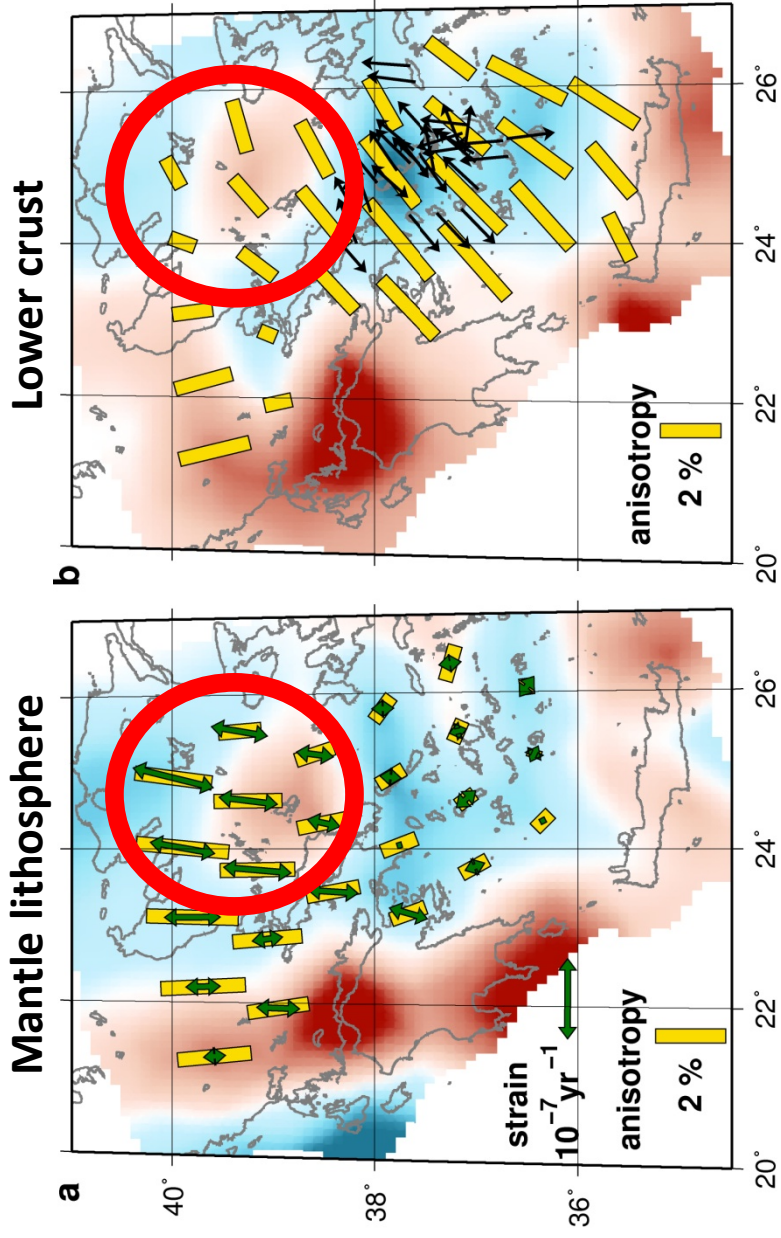 Mantle lithosphere
a
40°
38°
36°
strain
10⁻⁷yr⁻¹
anisotropy
2 %
20° 22° 24° 26°
Lower crust
b
anisotropy
2 %
20° 22° 24° 26°